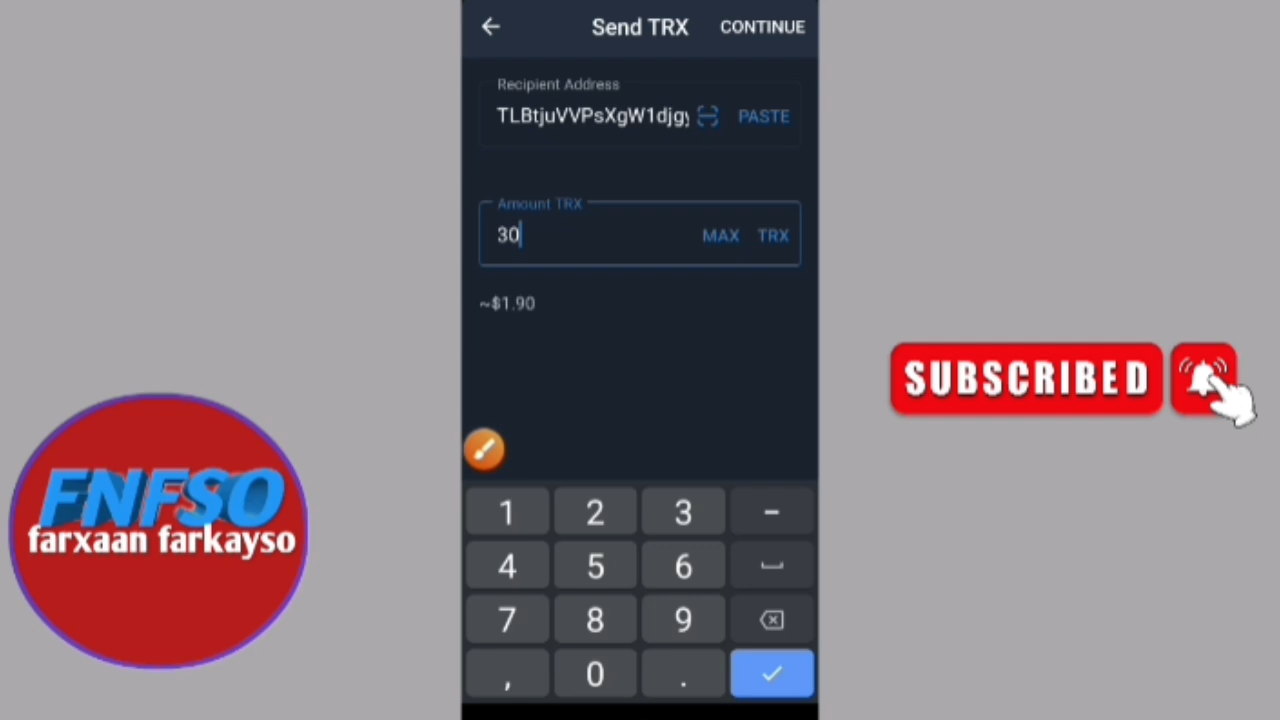 Send TRX CONTINUE
Recipient Address
TLBtjuVVPsXgW1djgy PASTE
Amount TRX
30 MAX TRX
~$1.90
SUBSCRIBED
FNFSO
farxaan farkayso
1 2 3 -
4 5 6
7 8 9
, 0 .